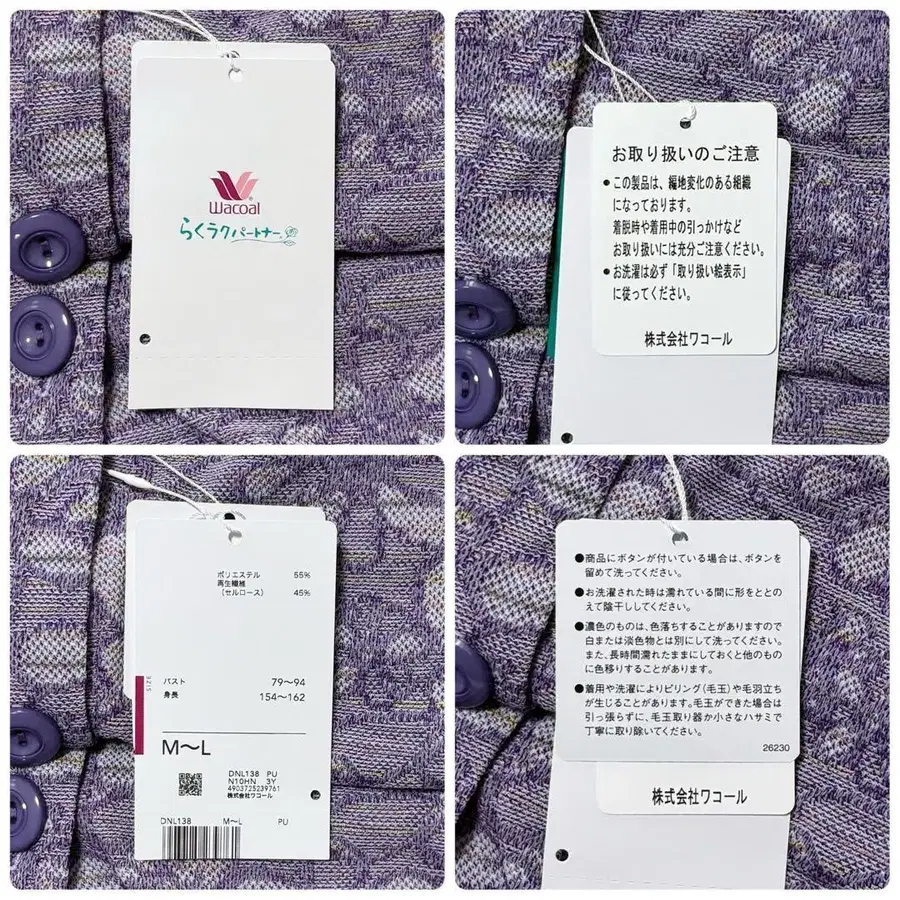 Wacoal
らくラクパートナー
お取り扱いのご注意
●この製品は、編地変化のある組織
になっております。
着脱時や着用中の引っかけなど
お取り扱いには充分ご注意ください。
●お洗濯は必ず「取り扱い絵表示」
に従ってください。
株式会社ワコール
ポリエステル 55%
再生繊維
(セルロース) 45%
SIZE
バスト 79〜94
身長 154〜162
M〜L
DNL138 PU
N10HN 3Y
4903725239761
株式会社ワコール
DNL138 M〜L PU
●商品にボタンが付いている場合は、ボタンを
留めて洗ってください。
●お洗濯された時は濡れている間に形をととの
えて陰干ししてください。
●濃色のものは、色落ちすることがありますので
白または淡色物とは別にして洗ってください。
また、長時間濡れたままにしておくと他のもの
に色移りすることがあります。
●着用や洗濯によりピリング(毛玉)や毛羽立ち
が生じることがあります。毛玉ができた場合は
引っ張らずに、毛玉取り器か小さなハサミで
丁寧に取り除いてください。
26230
株式会社ワコール